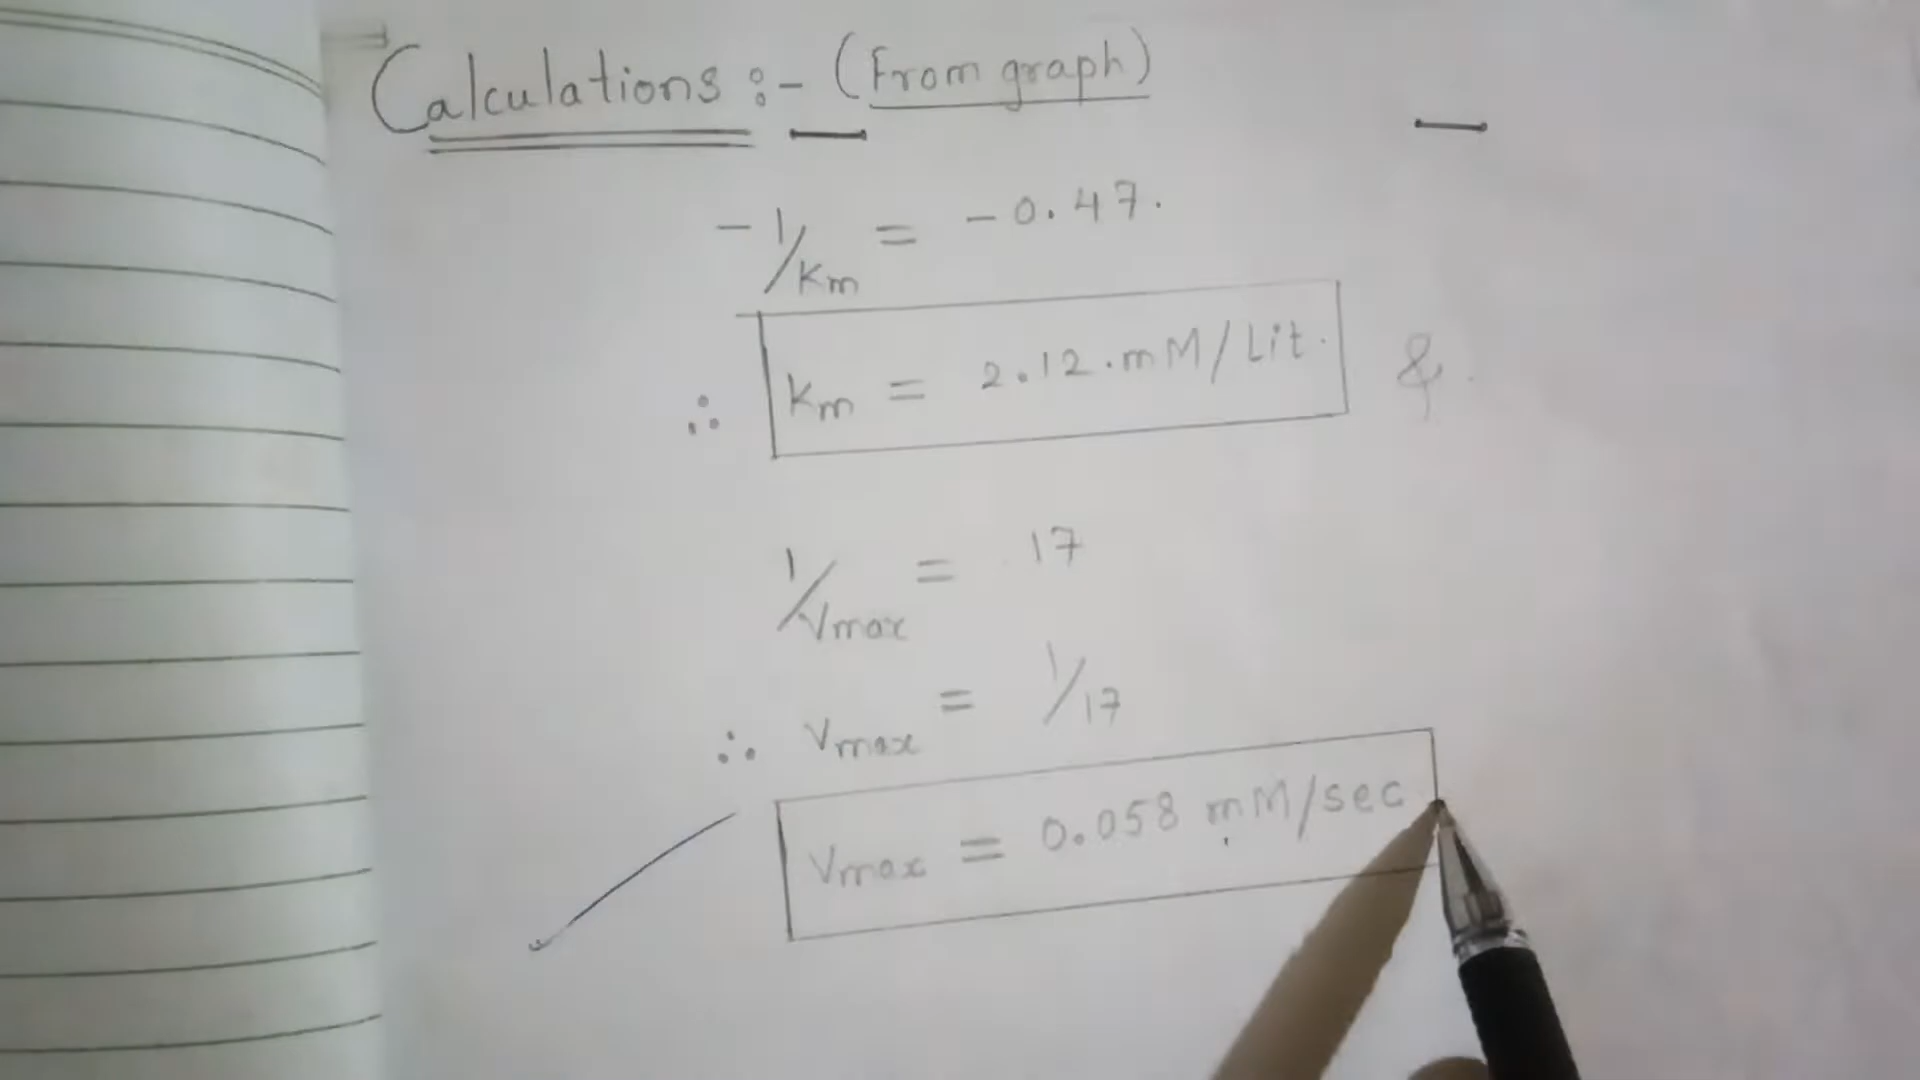 Calculations :- (From graph)
-1/Km = -0.47.
∴ Km = 2.12.mM/Lit. &.
1/Vmax = 17
∴ Vmax = 1/17
Vmax = 0.058 mM/sec